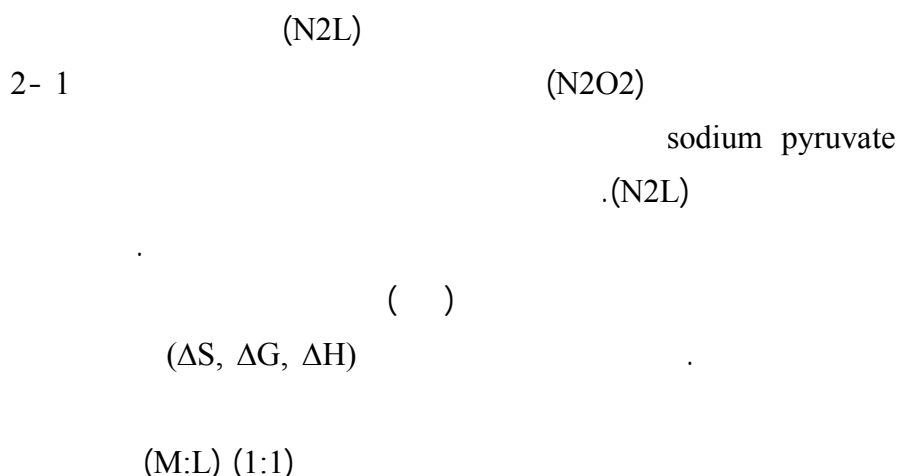 (N2L)
2- 1 (N2O2)
sodium pyruvate
.(N2L)
.
( )
(ΔS, ΔG, ΔH) .
(M:L) (1:1)